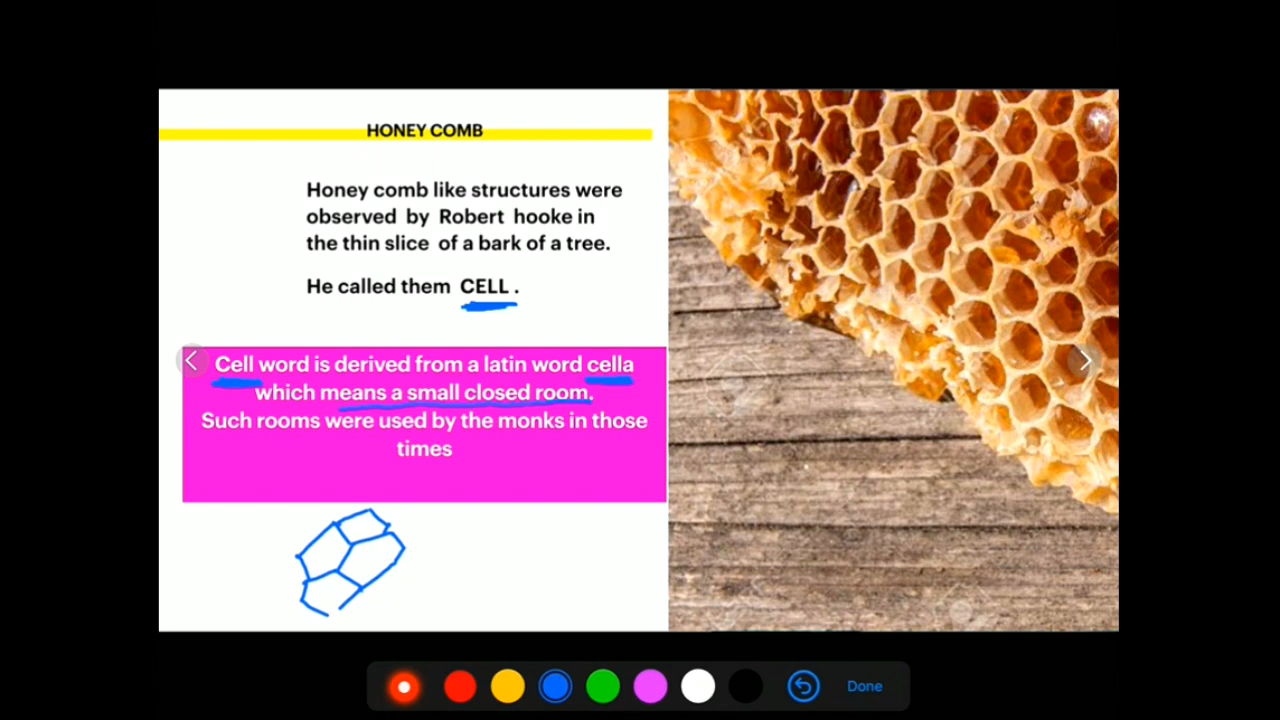 HONEY COMB
Honey comb like structures were
observed by Robert hooke in
the thin slice of a bark of a tree.
He called them CELL .
Cell word is derived from a latin word cella
which means a small closed room.
Such rooms were used by the monks in those
times
Done